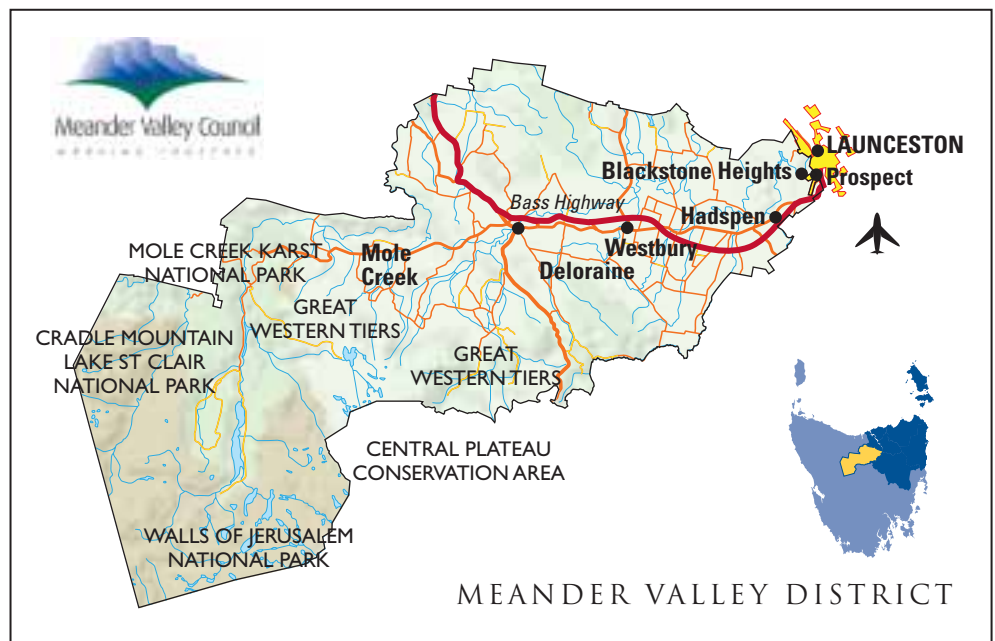 Meander Valley Council
WORKING TOGETHER
LAUNCESTON
Blackstone Heights
Prospect
Bass Highway
Hadspen
Westbury
Deloraine
Mole
Creek
MOLE CREEK KARST
NATIONAL PARK
GREAT
WESTERN TIERS
CRADLE MOUNTAIN
LAKE ST CLAIR
NATIONAL PARK
GREAT
WESTERN TIERS
CENTRAL PLATEAU
CONSERVATION AREA
WALLS OF JERUSALEM
NATIONAL PARK
MEANDER VALLEY DISTRICT